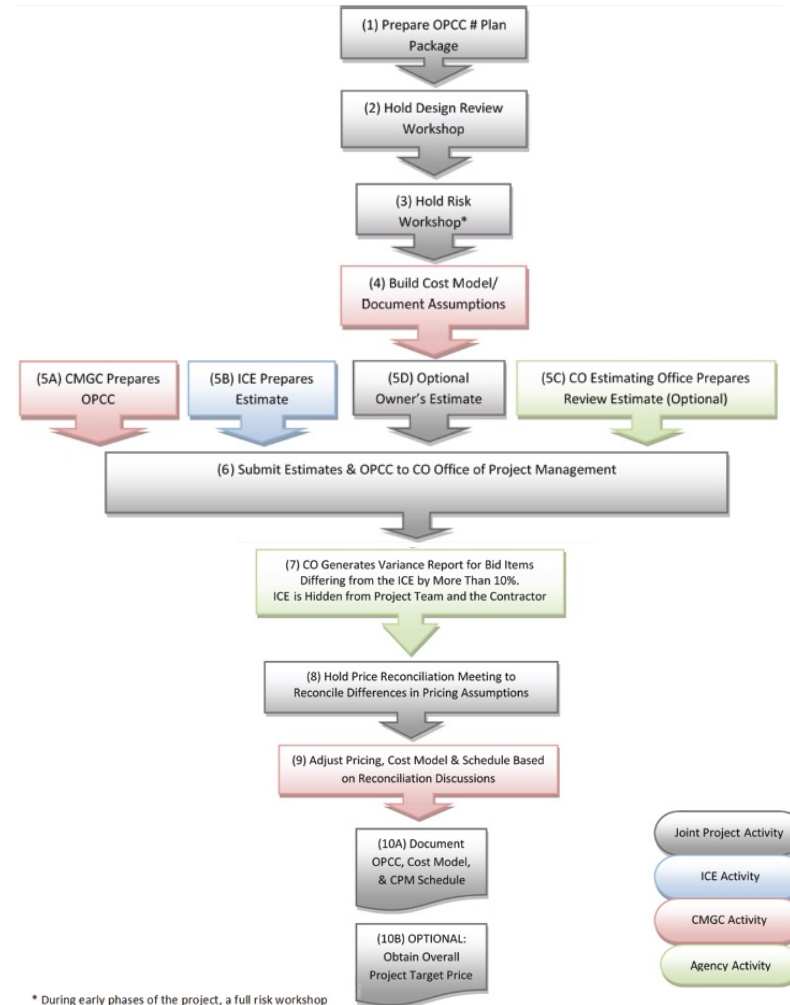 (1) Prepare OPCC # Plan
Package
(2) Hold Design Review
Workshop
(3) Hold Risk
Workshop*
(4) Build Cost Model/
Document Assumptions
(5A) CMGC Prepares
OPCC
(5B) ICE Prepares
Estimate
(5D) Optional
Owner's Estimate
(5C) CO Estimating Office Prepares
Review Estimate (Optional)
(6) Submit Estimates & OPCC to CO Office of Project Management
(7) CO Generates Variance Report for Bid Items
Differing from the ICE by More Than 10%.
ICE is Hidden from Project Team and the Contractor
(8) Hold Price Reconciliation Meeting to
Reconcile Differences in Pricing Assumptions
(9) Adjust Pricing, Cost Model & Schedule Based
on Reconciliation Discussions
(10A) Document
OPCC, Cost Model,
& CPM Schedule
(10B) OPTIONAL:
Obtain Overall
Project Target Price
Joint Project Activity
ICE Activity
CMGC Activity
Agency Activity
* During early phases of the project, a full risk workshop